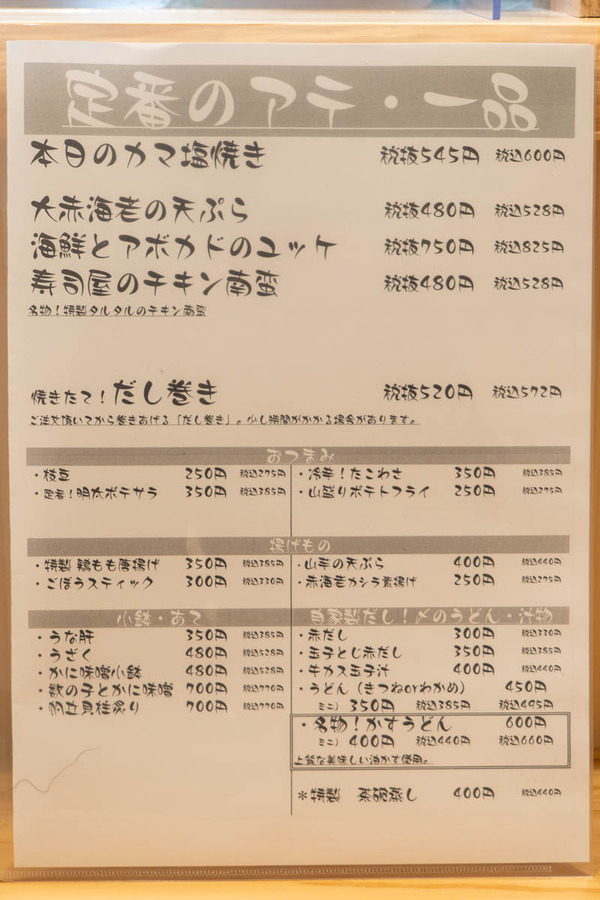 定番のアテ・一品
本日のカマ塩焼き 税抜545円 税込600円
大赤海老の天ぷら 税抜480円 税込528円
海鮮とアボカドのユッケ 税抜750円 税込825円
寿司屋のチキン南蛮 税抜480円 税込528円
名物!特製タルタルのチキン南蛮
焼きたて!だし巻き 税抜520円 税込572円
ご注文頂いてから巻きあげる「だし巻き」。少し時間がかかる場合があります。
おつまみ
・枝豆 250円 税込275円
・定番!明太ポテサラ 350円 税込385円
・冷辛!たこわさ 350円 税込385円
・山盛りポテトフライ 250円 税込275円
揚げもの
・特製 鶏もも唐揚げ 350円 税込385円
・ごぼうスティック 300円 税込330円
・山芋の天ぷら 400円 税込440円
・赤海老カシラ素揚げ 250円 税込275円
小鉢・あて
・うな肝 350円 税込385円
・うざく 480円 税込528円
・かに味噌小鉢 480円 税込528円
・数の子とかに味噌 700円 税込770円
・帆立貝柱炙り 700円 税込770円
自家製だし!〆のうどん・汁物
・赤だし 300円 税込330円
・玉子とじ赤だし 350円 税込385円
・牛カス玉子汁 400円 税込440円
・うどん(きつねorわかめ) 450円
ミニ) 350円 税込385円 税込495円
・名物!かすうどん 600円
ミニ) 400円 税込440円 税込660円
上質な美味しい油かす使用。
*特製 茶碗蒸し 400円 税込440円